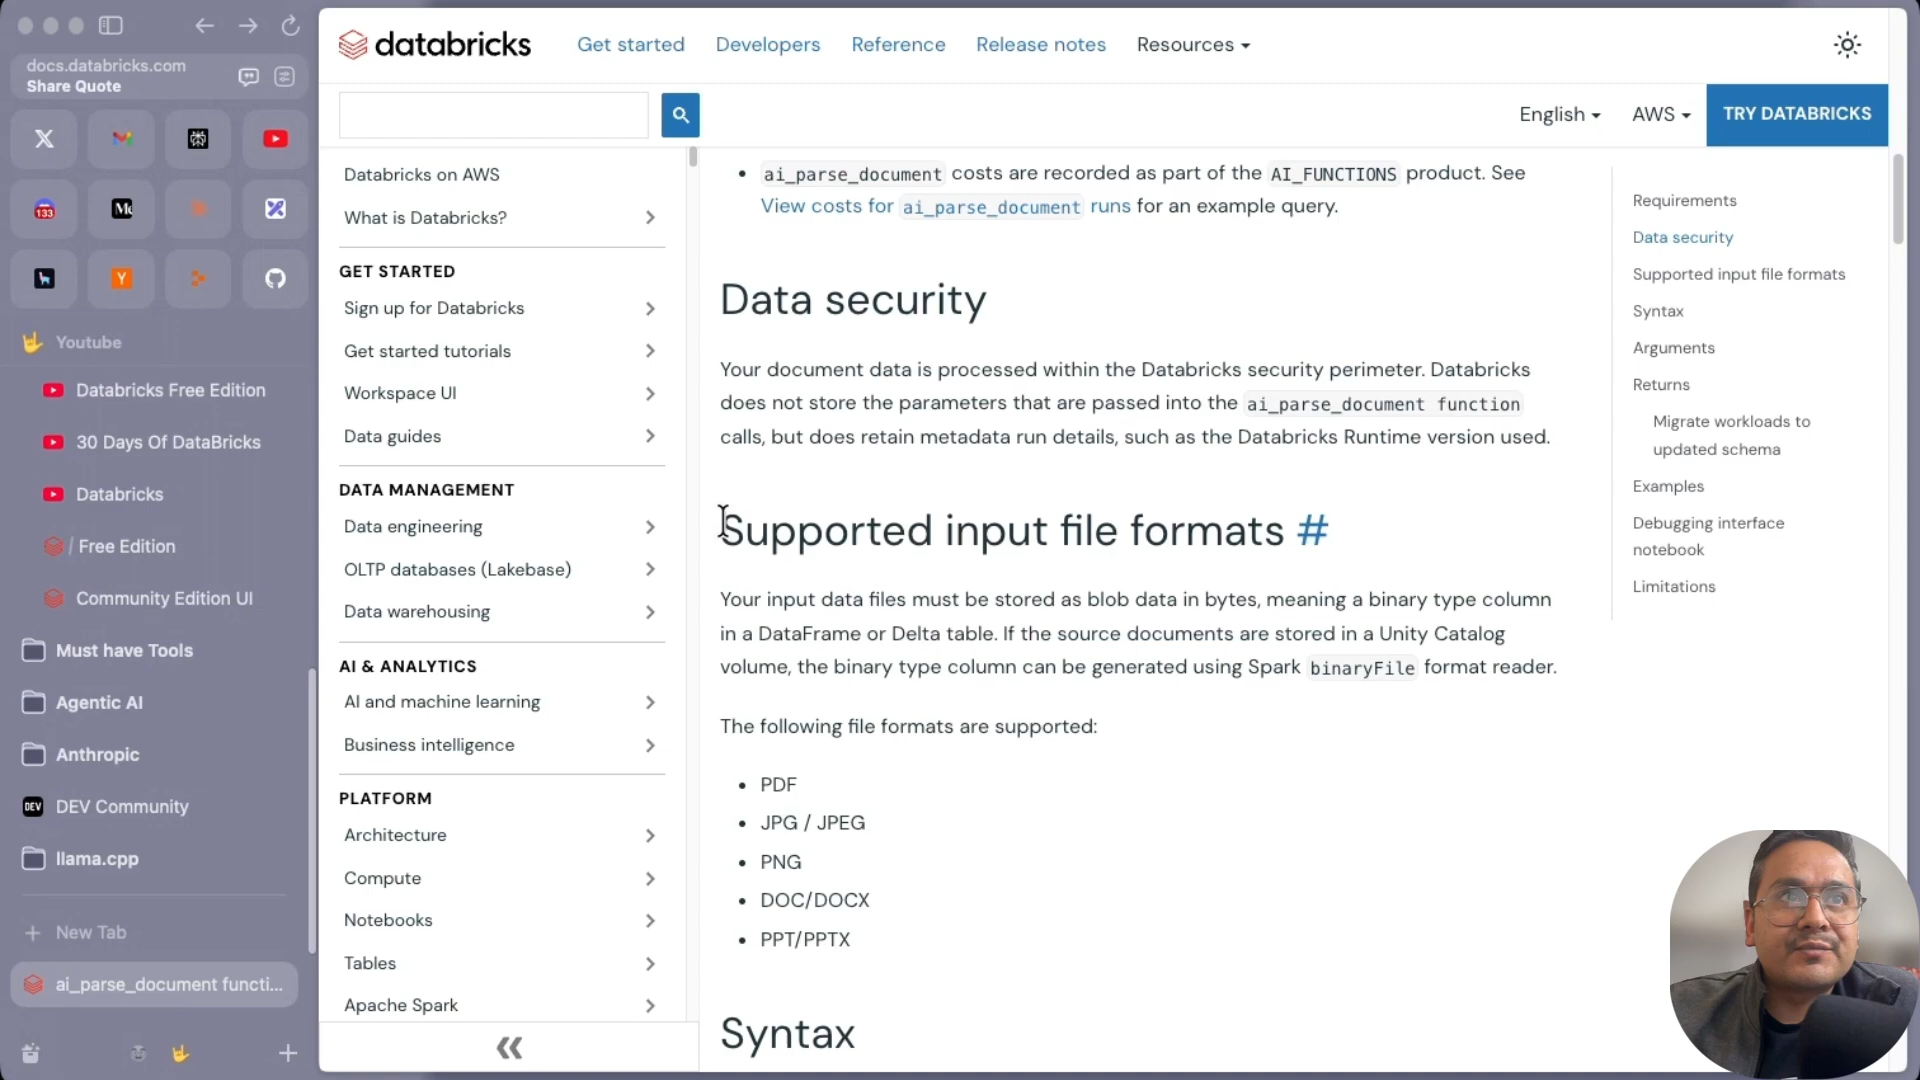 docs.databricks.com
Share Quote
133
Youtube
Databricks Free Edition
30 Days Of DataBricks
Databricks
/ Free Edition
Community Edition UI
Must have Tools
Agentic AI
Anthropic
DEV
DEV Community
llama.cpp
+ New Tab
ai_parse_document functi...
databricks
Get started
Developers
Reference
Release notes
Resources
English
AWS
TRY DATABRICKS
Databricks on AWS
What is Databricks?
GET STARTED
Sign up for Databricks
Get started tutorials
Workspace UI
Data guides
DATA MANAGEMENT
Data engineering
OLTP databases (Lakebase)
Data warehousing
AI & ANALYTICS
AI and machine learning
Business intelligence
PLATFORM
Architecture
Compute
Notebooks
Tables
Apache Spark
• ai_parse_document costs are recorded as part of the AI_FUNCTIONS product. See
View costs for ai_parse_document runs for an example query.
Data security
Your document data is processed within the Databricks security perimeter. Databricks
does not store the parameters that are passed into the ai_parse_document function
calls, but does retain metadata run details, such as the Databricks Runtime version used.
Supported input file formats #
Your input data files must be stored as blob data in bytes, meaning a binary type column
in a DataFrame or Delta table. If the source documents are stored in a Unity Catalog
volume, the binary type column can be generated using Spark binaryFile format reader.
The following file formats are supported:
• PDF
• JPG / JPEG
• PNG
• DOC/DOCX
• PPT/PPTX
Syntax
Requirements
Data security
Supported input file formats
Syntax
Arguments
Returns
Migrate workloads to
updated schema
Examples
Debugging interface
notebook
Limitations